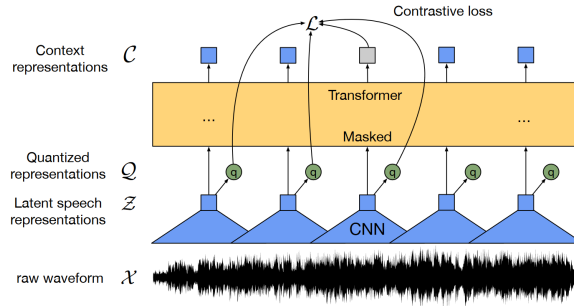 Contrastive loss
ℒ
Context
representations
𝒞
Transformer
...
...
Masked
Quantized
representations
𝒬
q
q
q
q
q
Latent speech
representations
𝒵
CNN
raw waveform
𝒳